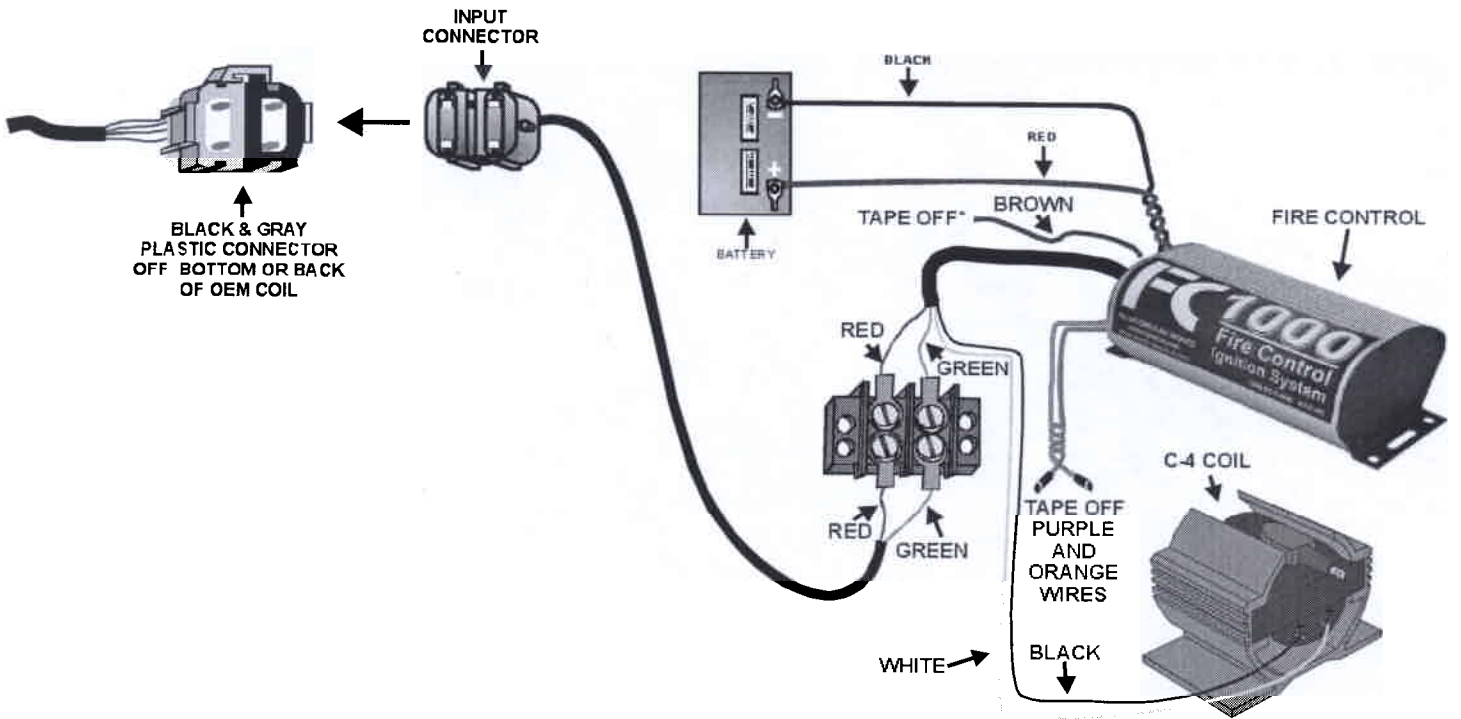 INPUT
CONNECTOR
BLACK
RED
BROWN
TAPE OFF*
FIRE CONTROL
BATTERY
BLACK & GRAY
PLASTIC CONNECTOR
OFF BOTTOM OR BACK
OF OEM COIL
FC1000
Fire Control
Ignition System
RED
GREEN
C-4 COIL
TAPE OFF
PURPLE
AND
ORANGE
WIRES
RED
GREEN
WHITE
BLACK